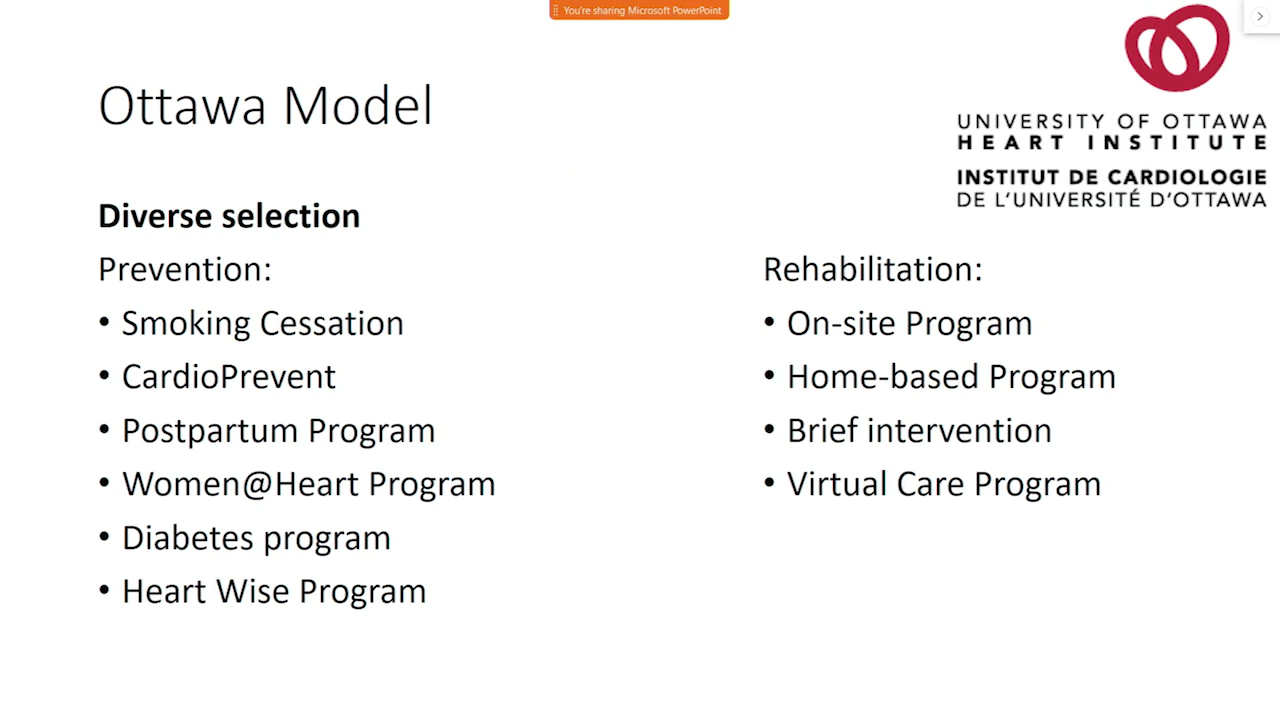 You're sharing Microsoft PowerPoint
UNIVERSITY OF OTTAWA
HEART INSTITUTE
INSTITUT DE CARDIOLOGIE
DE L'UNIVERSITÉ D'OTTAWA
Ottawa Model
Diverse selection
Prevention:
• Smoking Cessation
• CardioPrevent
• Postpartum Program
• Women@Heart Program
• Diabetes program
• Heart Wise Program
Rehabilitation:
• On-site Program
• Home-based Program
• Brief intervention
• Virtual Care Program